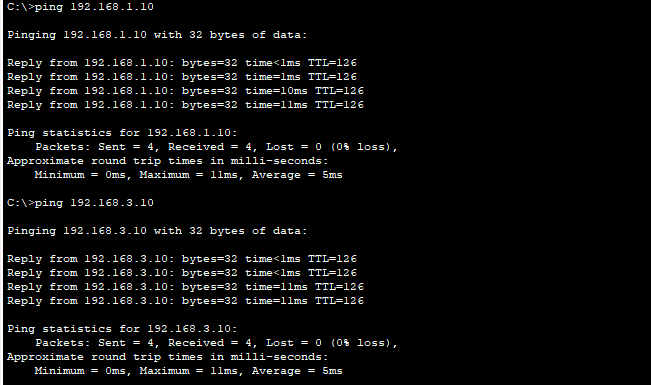 C:\>ping 192.168.1.10
Pinging 192.168.1.10 with 32 bytes of data:
Reply from 192.168.1.10: bytes=32 time<1ms TTL=126
Reply from 192.168.1.10: bytes=32 time=1ms TTL=126
Reply from 192.168.1.10: bytes=32 time=10ms TTL=126
Reply from 192.168.1.10: bytes=32 time=11ms TTL=126
Ping statistics for 192.168.1.10:
Packets: Sent = 4, Received = 4, Lost = 0 (0% loss),
Approximate round trip times in milli-seconds:
Minimum = 0ms, Maximum = 11ms, Average = 5ms
C:\>ping 192.168.3.10
Pinging 192.168.3.10 with 32 bytes of data:
Reply from 192.168.3.10: bytes=32 time<1ms TTL=126
Reply from 192.168.3.10: bytes=32 time<1ms TTL=126
Reply from 192.168.3.10: bytes=32 time=11ms TTL=126
Reply from 192.168.3.10: bytes=32 time=11ms TTL=126
Ping statistics for 192.168.3.10:
Packets: Sent = 4, Received = 4, Lost = 0 (0% loss),
Approximate round trip times in milli-seconds:
Minimum = 0ms, Maximum = 11ms, Average = 5ms